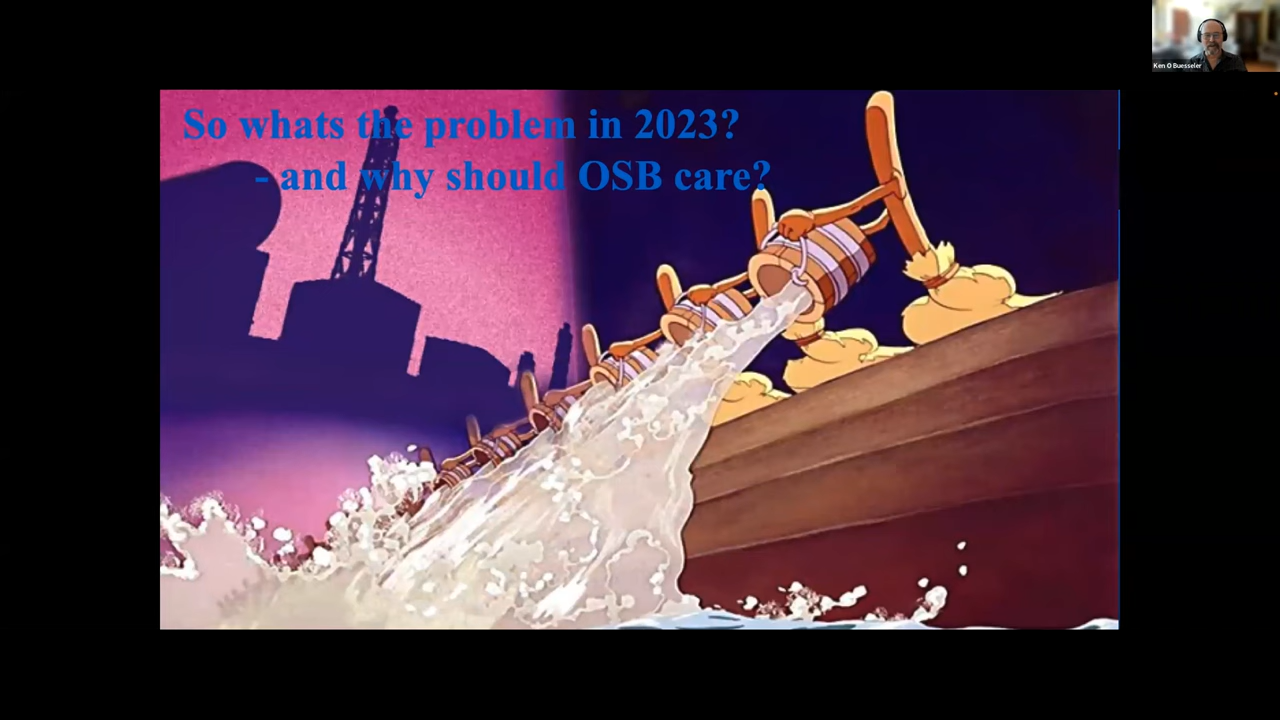 So whats the problem in 2023?
- and why should OSB care?
Ken O Buesseler